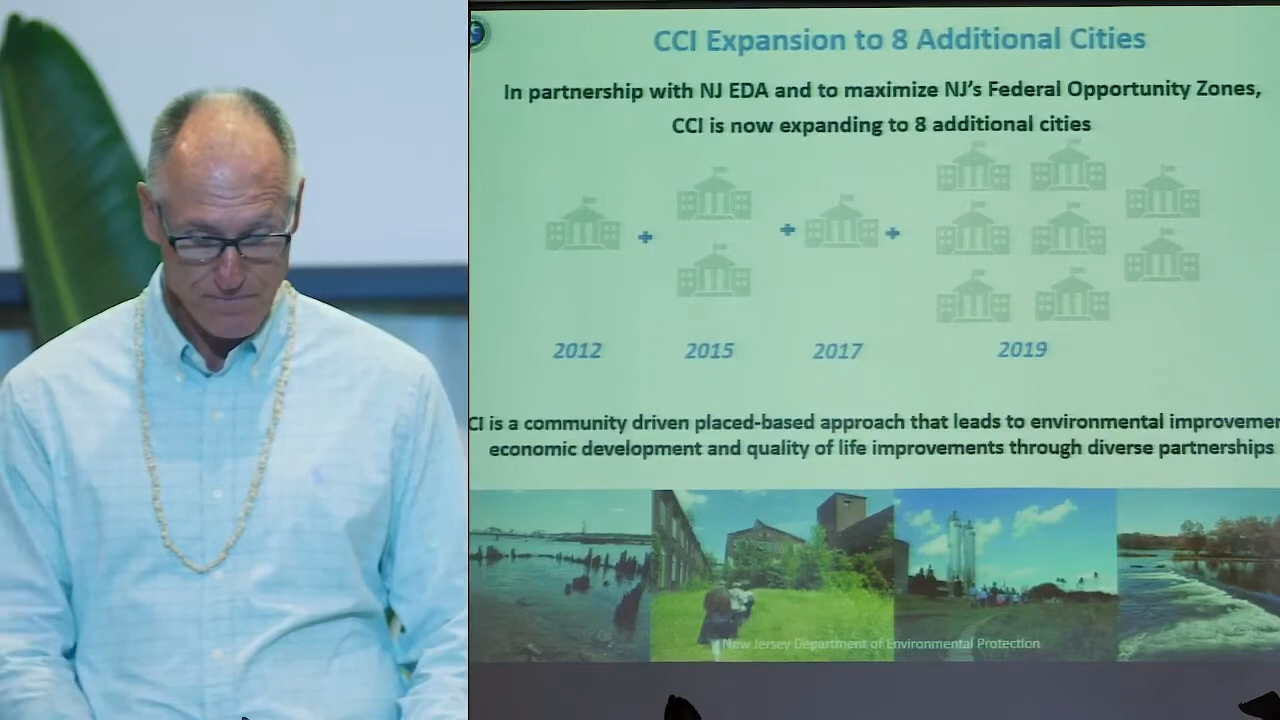 CCI Expansion to 8 Additional Cities
In partnership with NJ EDA and to maximize NJ's Federal Opportunity Zones,
CCI is now expanding to 8 additional cities
+ + +
2012 2015 2017 2019
CI is a community driven placed-based approach that leads to environmental improvemen
economic development and quality of life improvements through diverse partnerships
New Jersey Department of Environmental Protection